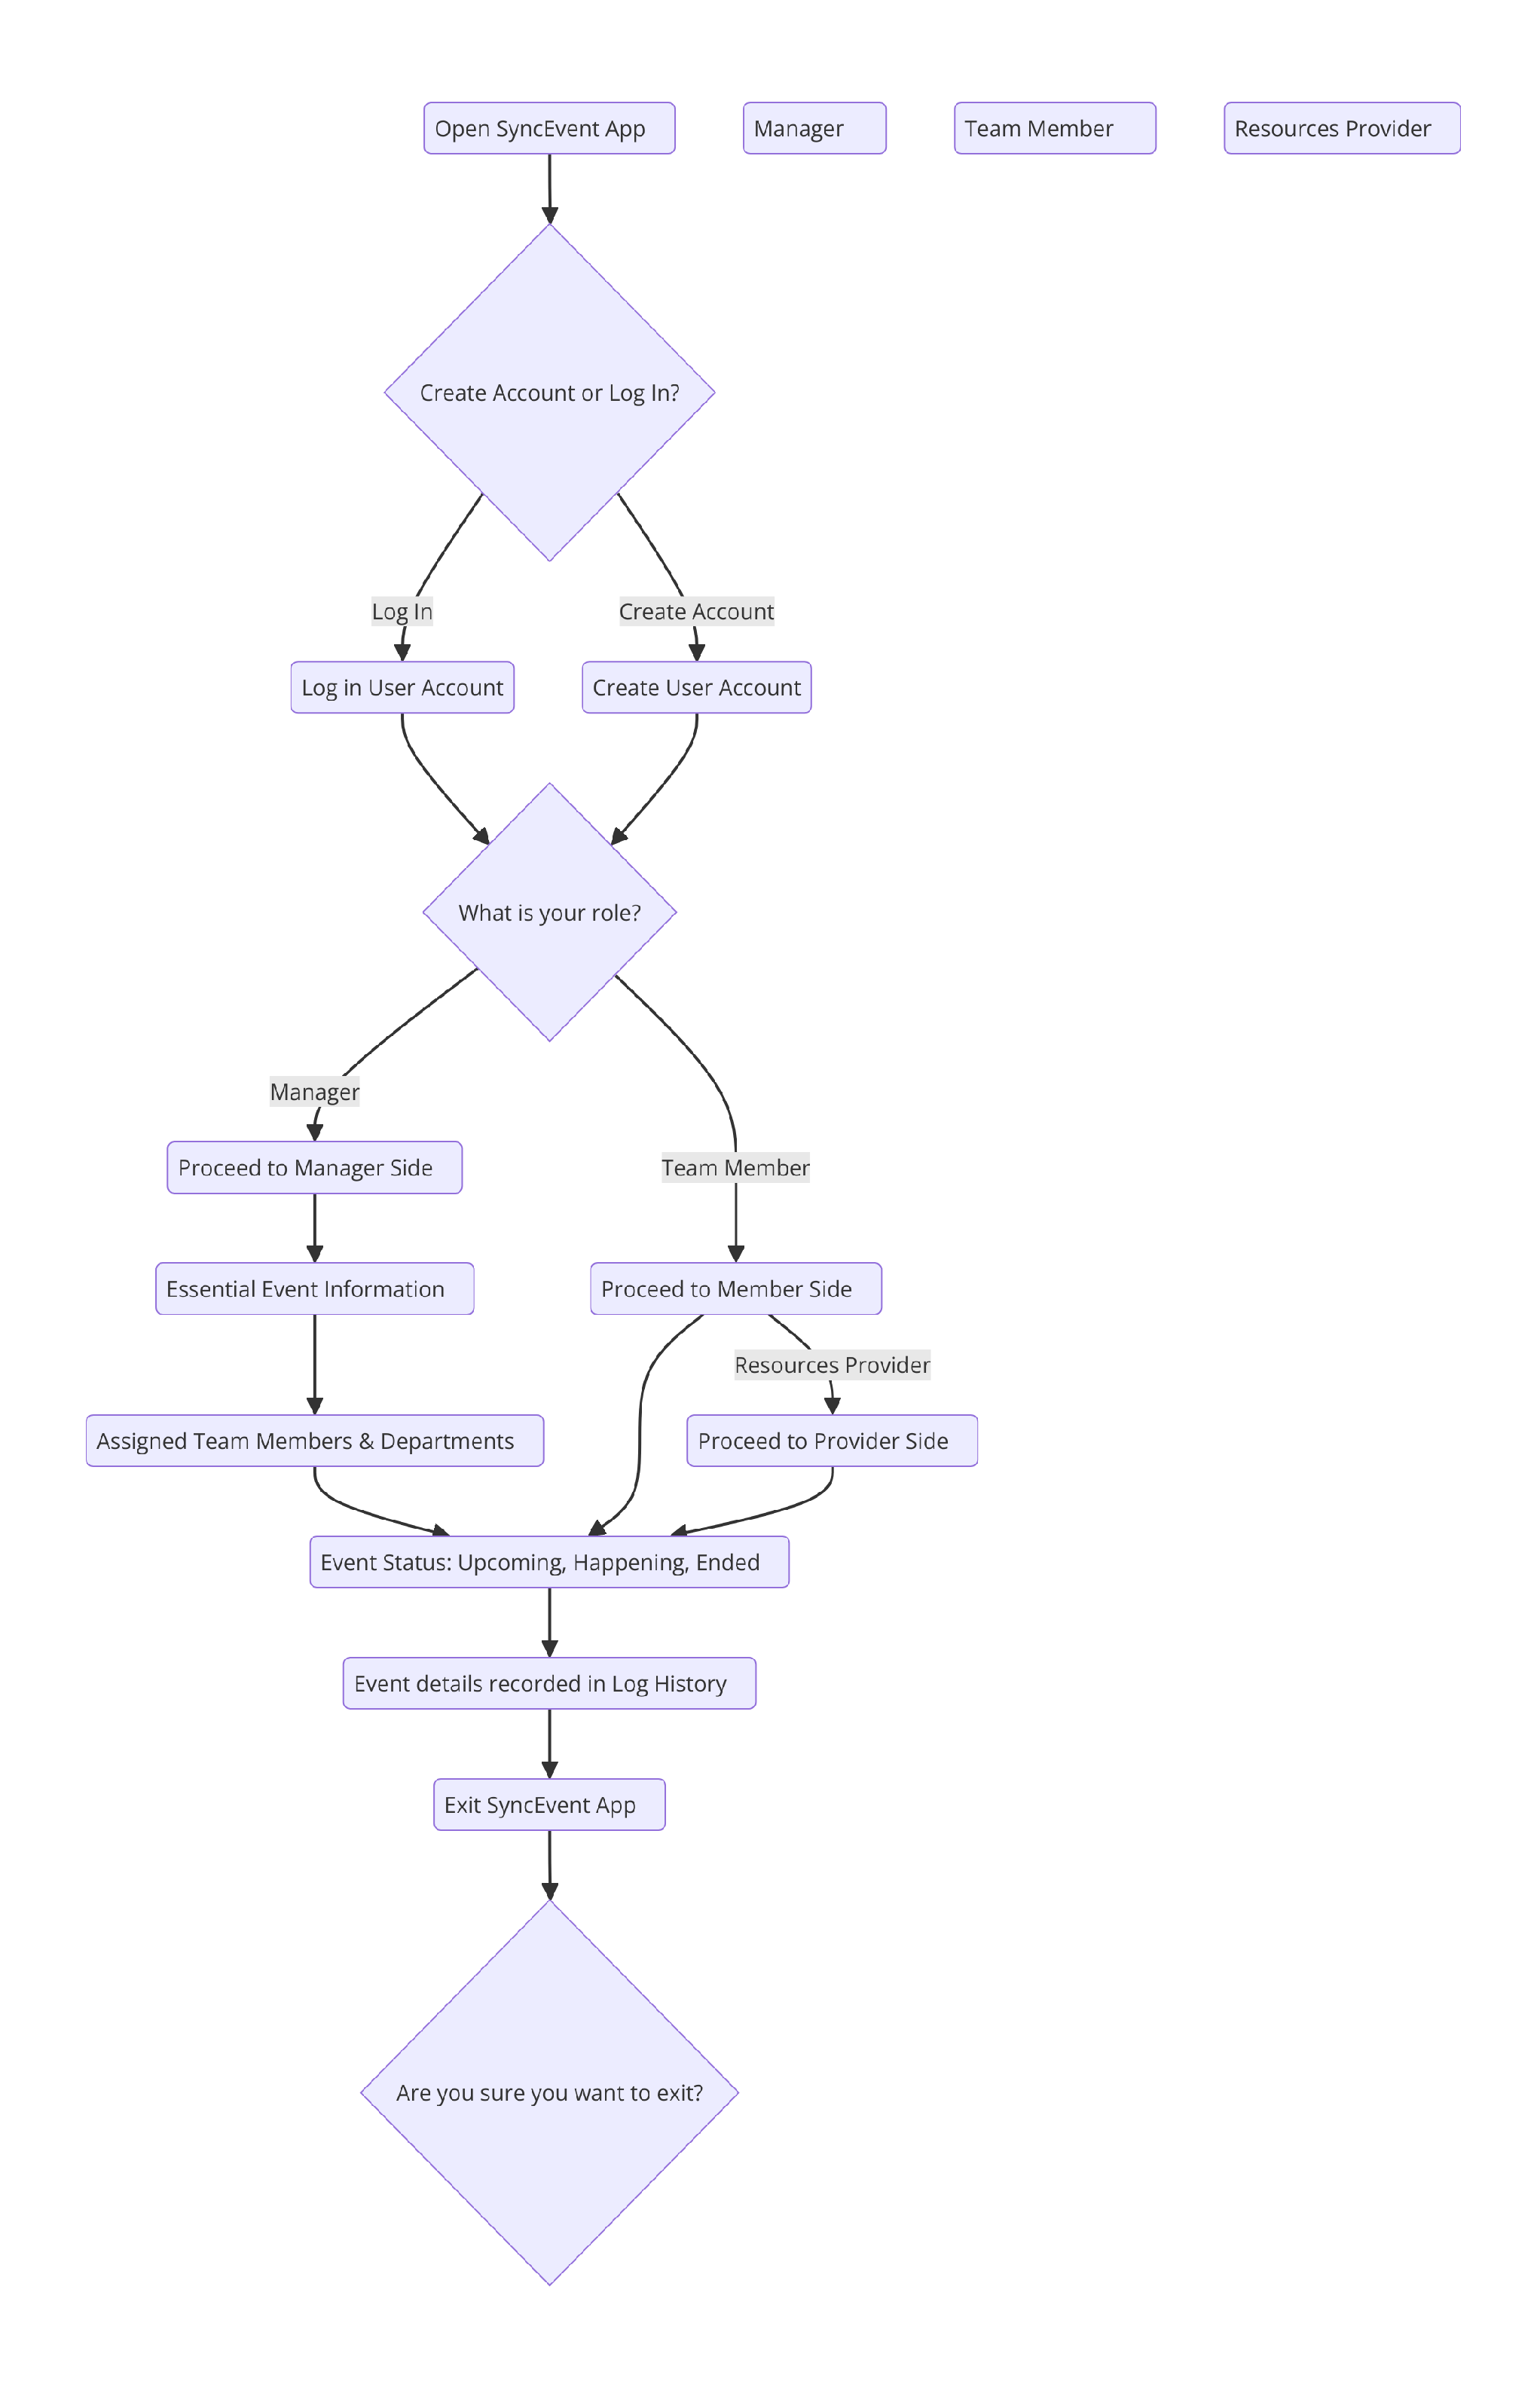 Open SyncEvent App
Manager
Team Member
Resources Provider
Create Account or Log In?
Log In
Create Account
Log in User Account
Create User Account
What is your role?
Manager
Proceed to Manager Side
Team Member
Essential Event Information
Proceed to Member Side
Resources Provider
Assigned Team Members & Departments
Proceed to Provider Side
Event Status: Upcoming, Happening, Ended
Event details recorded in Log History
Exit SyncEvent App
Are you sure you want to exit?